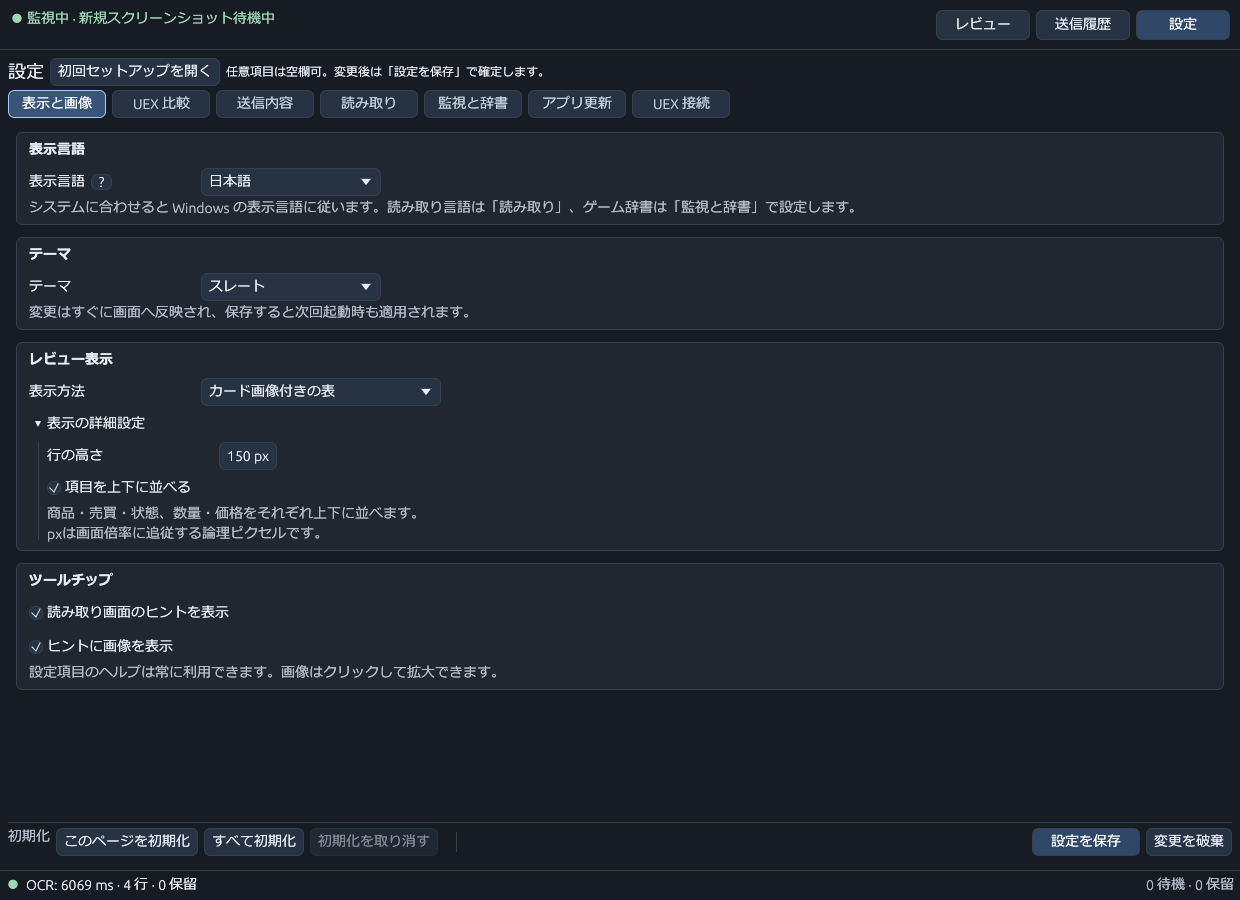 監視中 · 新規スクリーンショット待機中
レビュー
送信履歴
設定
設定
初回セットアップを開く
任意項目は空欄可。変更後は「設定を保存」で確定します。
表示と画像
UEX 比較
送信内容
読み取り
監視と辞書
アプリ更新
UEX 接続
表示言語
表示言語 ?
日本語
システムに合わせると Windows の表示言語に従います。読み取り言語は「読み取り」、ゲーム辞書は「監視と辞書」で設定します。
テーマ
テーマ
スレート
変更はすぐに画面へ反映され、保存すると次回起動時も適用されます。
レビュー表示
表示方法
カード画像付きの表
表示の詳細設定
行の高さ
150 px
項目を上下に並べる
商品・売買・状態、数量・価格をそれぞれ上下に並べます。
pxは画面倍率に追従する論理ピクセルです。
ツールチップ
読み取り画面のヒントを表示
ヒントに画像を表示
設定項目のヘルプは常に利用できます。画像はクリックして拡大できます。
初期化
このページを初期化
すべて初期化
初期化を取り消す
設定を保存
変更を破棄
OCR: 6069 ms · 4 行 · 0 保留
0 待機 · 0 保留